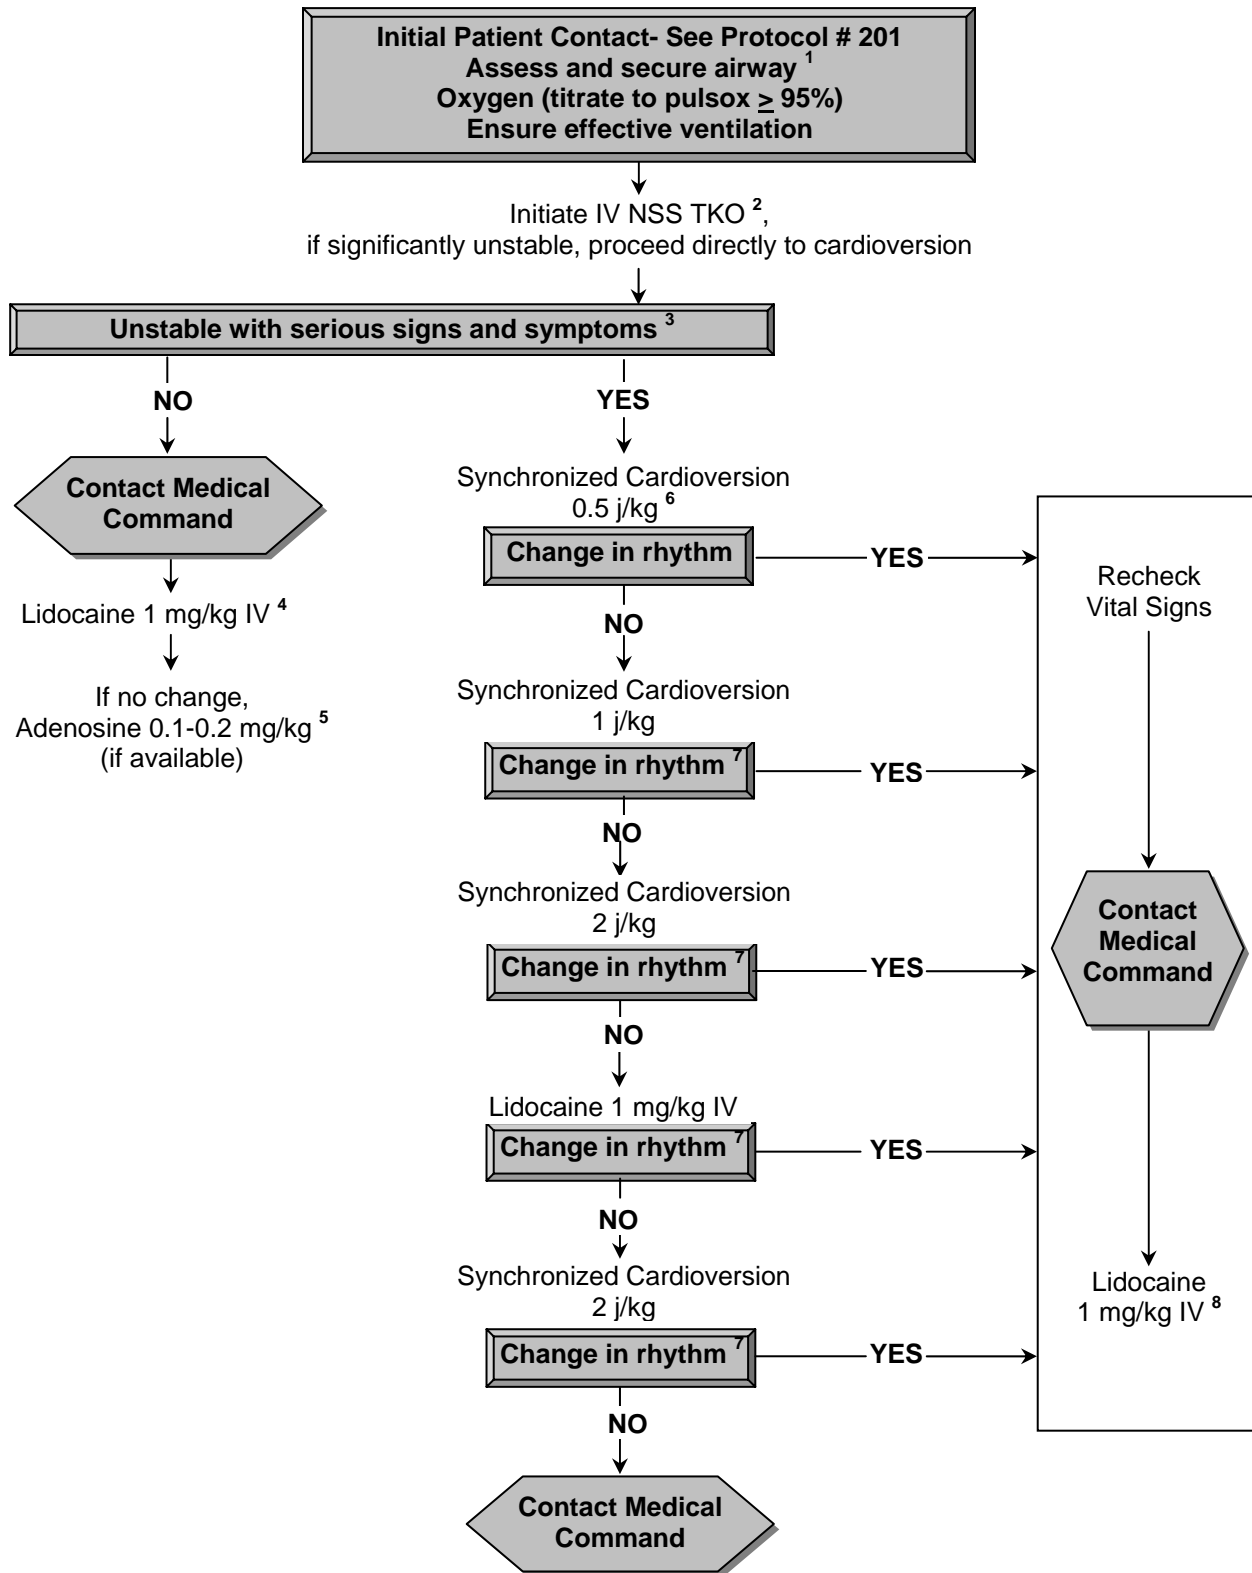 Initial Patient Contact- See Protocol # 201
Assess and secure airway 1
Oxygen (titrate to pulsox ≥ 95%)
Ensure effective ventilation
Initiate IV NSS TKO 2,
if significantly unstable, proceed directly to cardioversion
Unstable with serious signs and symptoms 3
NO
Contact Medical
Command
Lidocaine 1 mg/kg IV 4
If no change,
Adenosine 0.1-0.2 mg/kg 5
(if available)
YES
Synchronized Cardioversion
0.5 j/kg 6
Change in rhythm
YES
NO
Synchronized Cardioversion
1 j/kg
Change in rhythm 7
YES
NO
Synchronized Cardioversion
2 j/kg
Change in rhythm 7
YES
NO
Lidocaine 1 mg/kg IV
Change in rhythm 7
YES
NO
Synchronized Cardioversion
2 j/kg
Change in rhythm 7
YES
NO
Contact Medical
Command
Recheck
Vital Signs
Contact
Medical
Command
Lidocaine
1 mg/kg IV 8